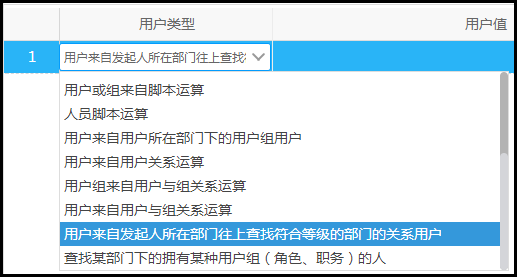 用户类型 用户值
1 用户来自发起人所在部门往上查找
用户或组来自脚本运算
人员脚本运算
用户来自用户所在部门下的用户组用户
用户来自用户关系运算
用户组来自用户与组关系运算
用户来自用户与组关系运算
用户来自发起人所在部门往上查找符合等级的部门的关系用户
查找某部门下的拥有某种用户组（角色、职务）的人